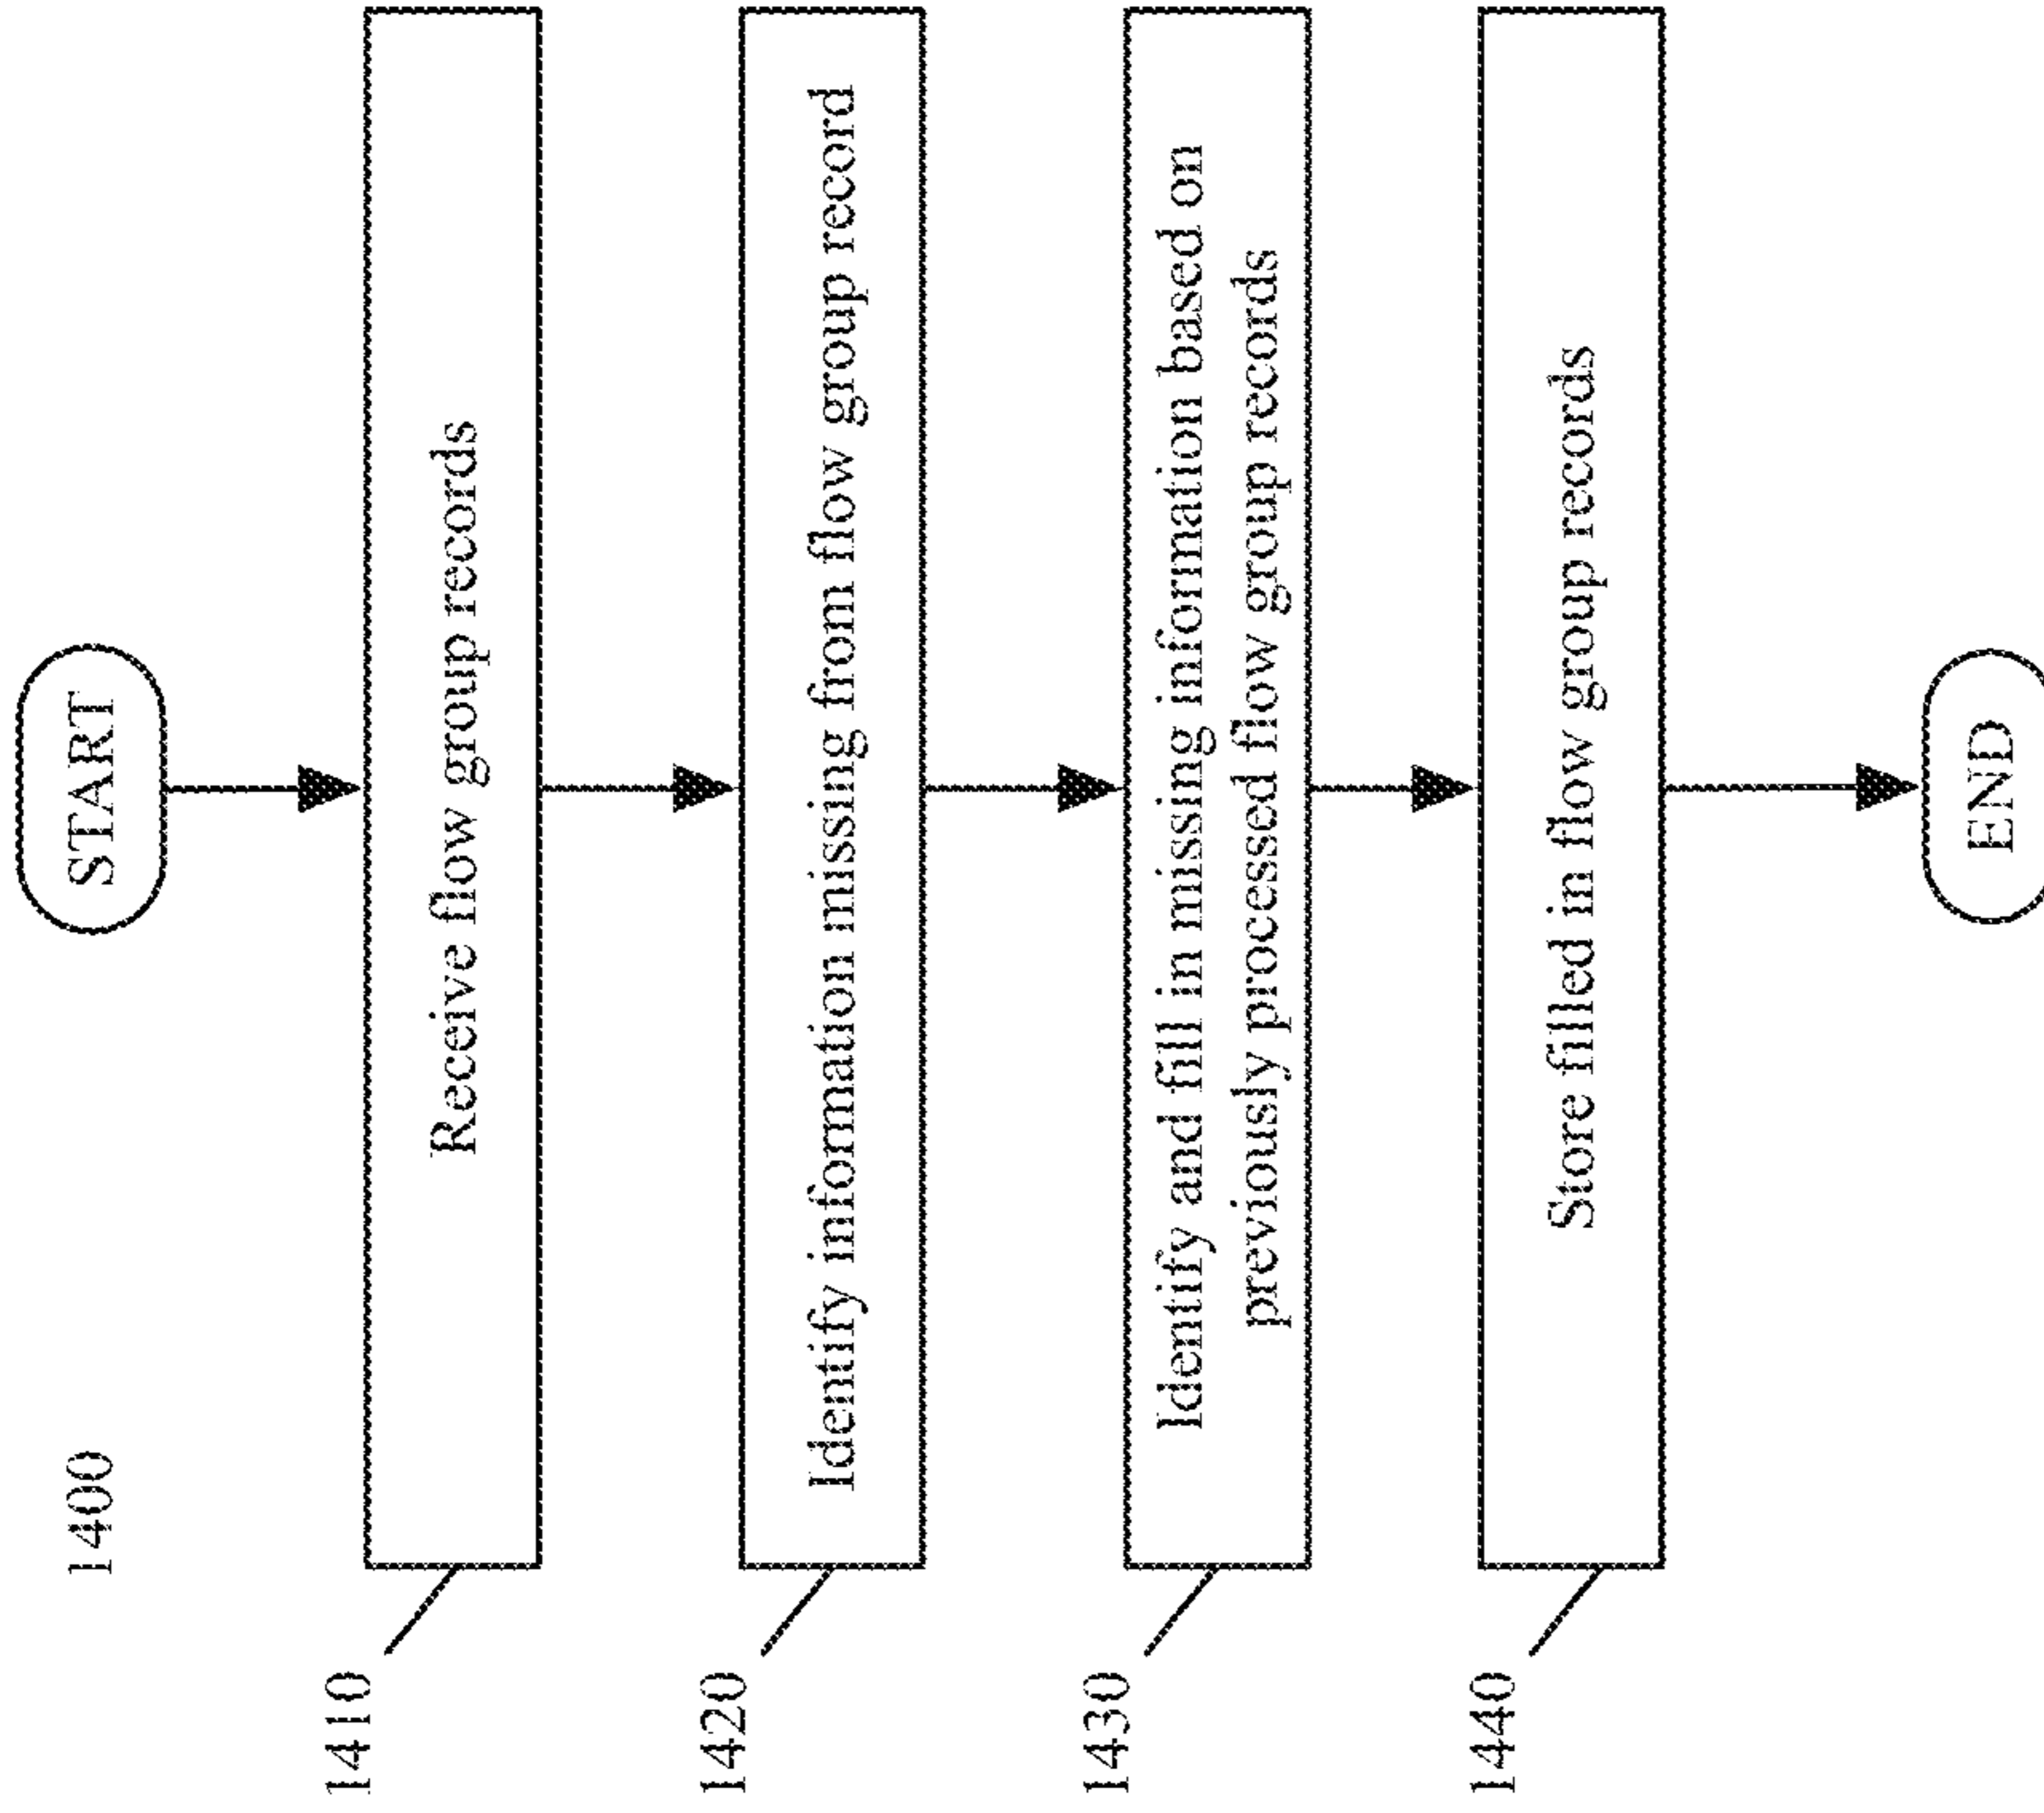 1400
START
1410
Receive flow group records
1420
Identify information missing from flow group record
1430
Identify and fill in missing information based on
previously processed flow group records
1440
Store filled in flow group records
END